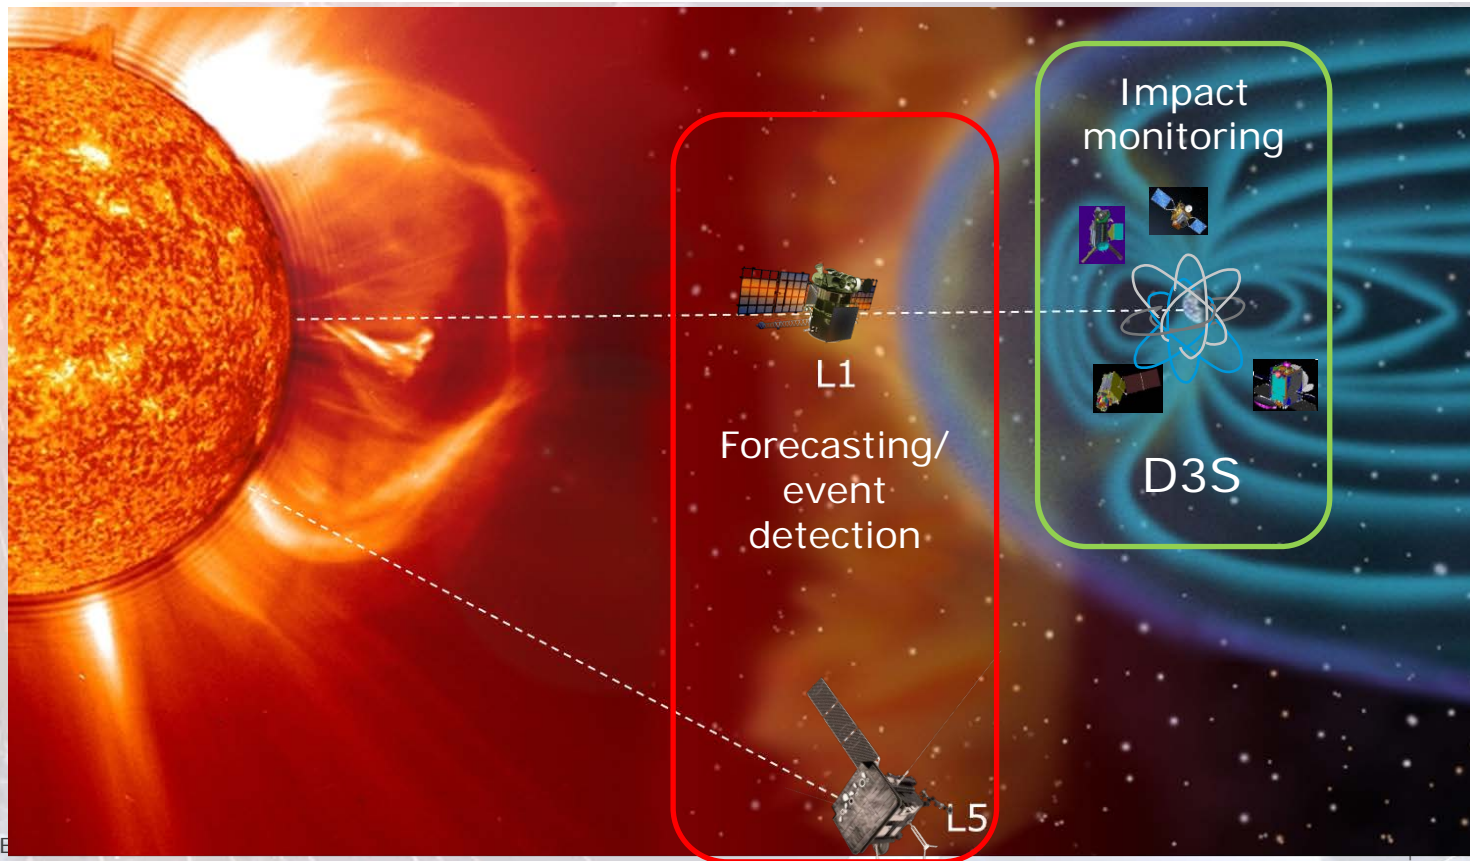 Impact
monitoring
L1
Forecasting/
event
detection
D3S
L5
E